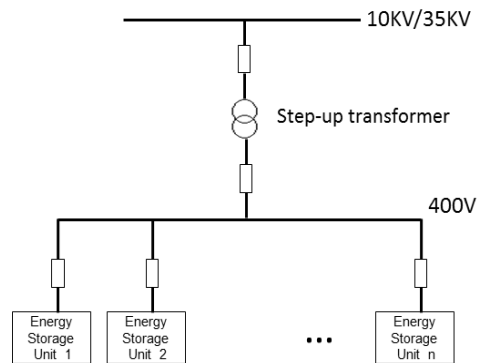 10KV/35KV
Step-up transformer
400V
Energy
Storage
Unit 1
Energy
Storage
Unit 2
...
Energy
Storage
Unit n